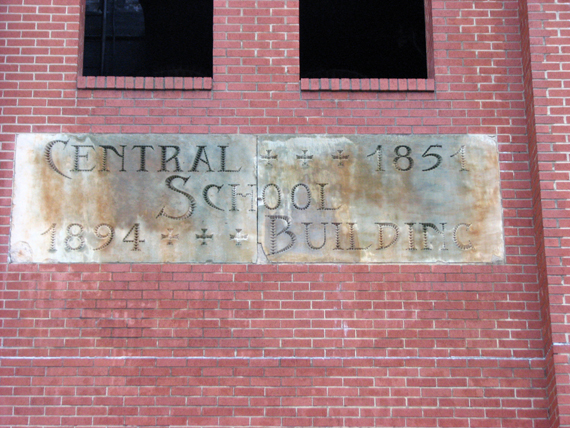 CENTRAL + + + 1851
SCHOOL
1894 + + + BUILDING